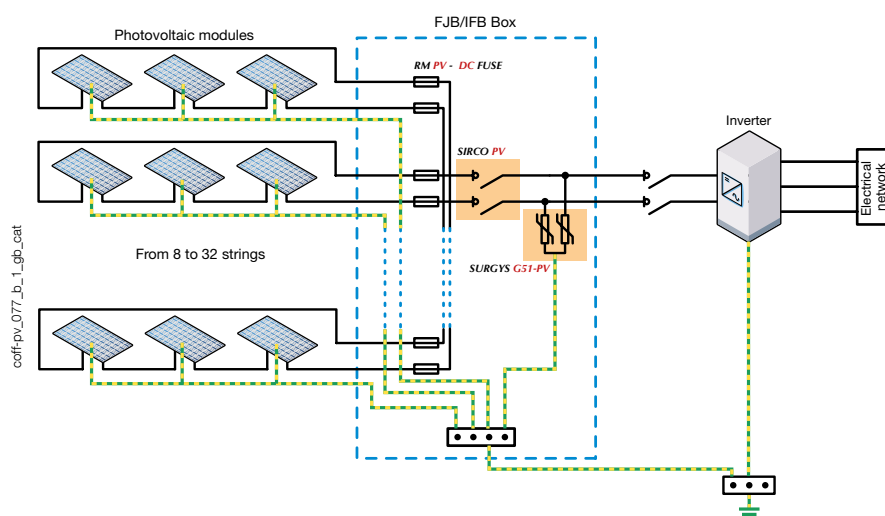 FJB/IFB Box
Photovoltaic modules
RM PV - DC FUSE
Inverter
SIRCO PV
Electrical
network
From 8 to 32 strings
SURGYS G51-PV
coff-pv_077_b_1_gb_cat